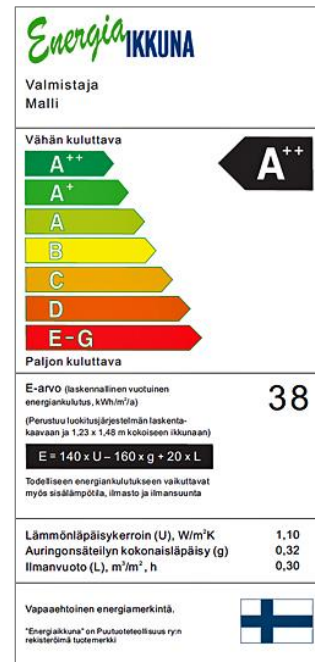 Energia IKKUNA
Valmistaja
Malli
Vähän kuluttava
A++
A++
A+
A
B
C
D
E-G
Paljon kuluttava
E-arvo (laskennallinen vuotuinen
energiankulutus, kWh/m²/a)
38
(Perustuu luokitusjärjestelmän laskenta-
kaavaan ja 1,23 x 1,48 m kokoiseen ikkunaan)
E = 140 x U – 160 x g + 20 x L
Todelliseen energiankulutukseen vaikuttavat
myös sisälämpötila, ilmasto ja ilmansuunta
Lämmönläpäisykerroin (U), W/m²K 1,10
Auringonsäteilyn kokonaisläpäisy (g) 0,32
Ilmanvuoto (L), m³/m², h 0,30
Vapaaehtoinen energiamerkintä.
"Energiaikkuna" on Puutuoteteollisuus ry:n
rekisteröimä tuotemerkki